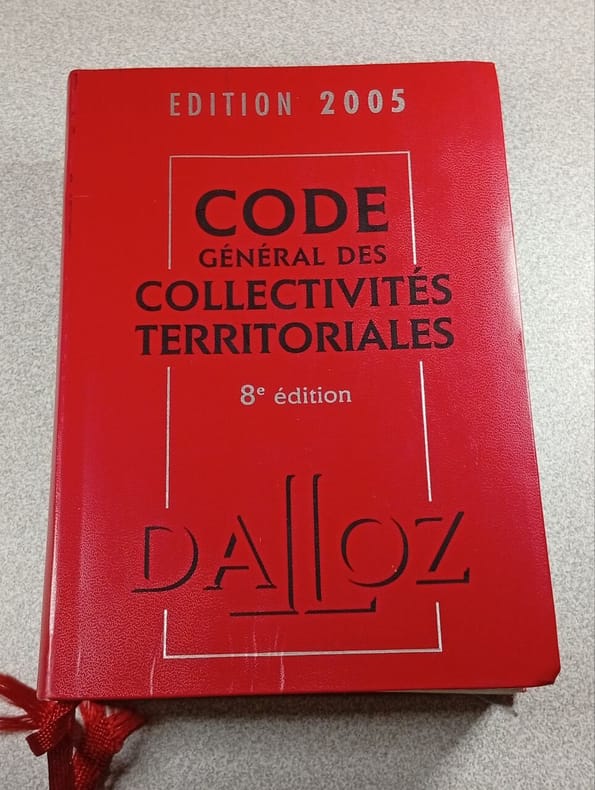 EDITION 2005
CODE
GÉNÉRAL DES
COLLECTIVITÉS
TERRITORIALES
8e édition
DALLOZ